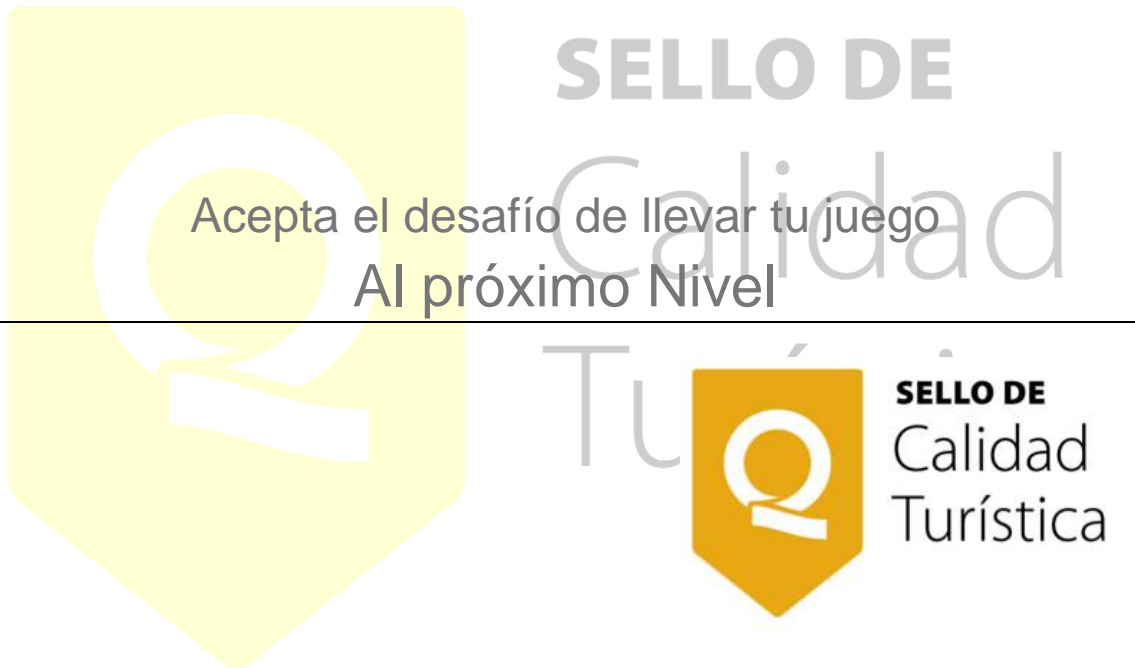 SELLO DE
Calidad
Acepta el desafío de llevar tu juego
Al próximo Nivel
SELLO DE
Calidad
Turística